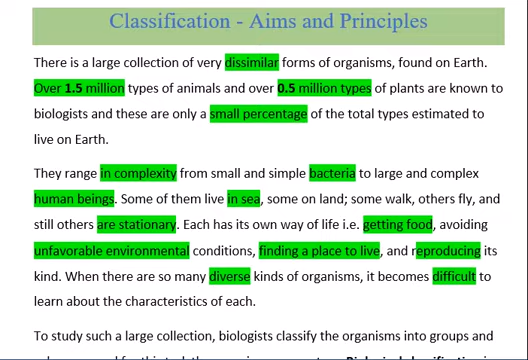 Classification - Aims and Principles
There is a large collection of very dissimilar forms of organisms, found on Earth.
Over 1.5 million types of animals and over 0.5 million types of plants are known to
biologists and these are only a small percentage of the total types estimated to
live on Earth.
They range in complexity from small and simple bacteria to large and complex
human beings. Some of them live in sea, some on land; some walk, others fly, and
still others are stationary. Each has its own way of life i.e. getting food, avoiding
unfavorable environmental conditions, finding a place to live, and reproducing its
kind. When there are so many diverse kinds of organisms, it becomes difficult to
learn about the characteristics of each.
To study such a large collection, biologists classify the organisms into groups and